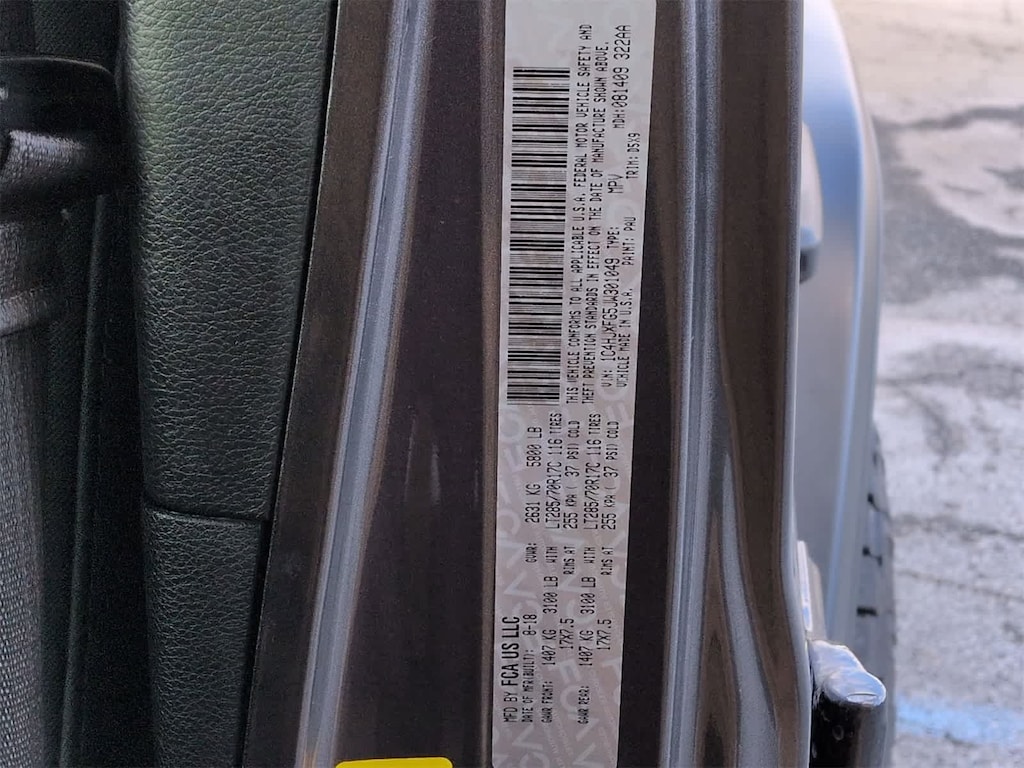 MFD BY FCA US LLC
DATE OF MFR(BUILT): 8-18 GVWR: 2631 KG 5800 LB
GAWR FRONT: 1407 KG 3100 LB WITH LT285/70R17C 116 TIRES
17X7.5 RIMS AT 255 KPA ( 37 PSI) COLD
GAWR REAR: 1407 KG 3100 LB WITH LT285/70R17C 116 TIRES
17X7.5 RIMS AT 255 KPA ( 37 PSI) COLD
THIS VEHICLE CONFORMS TO ALL APPLICABLE U.S.A. FEDERAL MOTOR VEHICLE SAFETY AND
THEFT PREVENTION STANDARDS IN EFFECT ON THE DATE OF MANUFACTURE SHOWN ABOVE.
VIN: 1C4HJXFG5JW301049 TYPE: MPV MDH:081409 322AA
VEHICLE MADE IN U.S.A. PAINT: PAU TRIM: D5X9